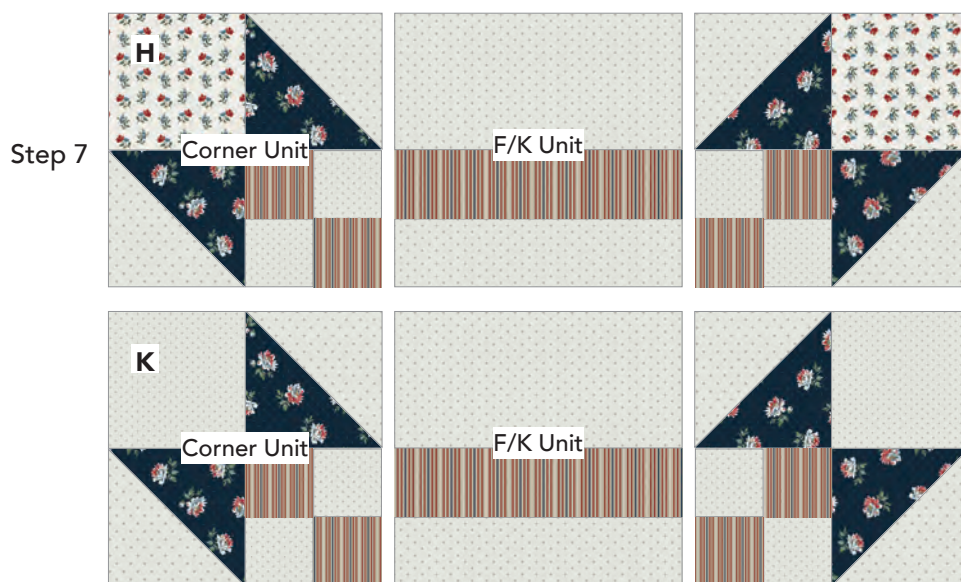 H
Step 7
Corner Unit
F/K Unit
K
Corner Unit
F/K Unit